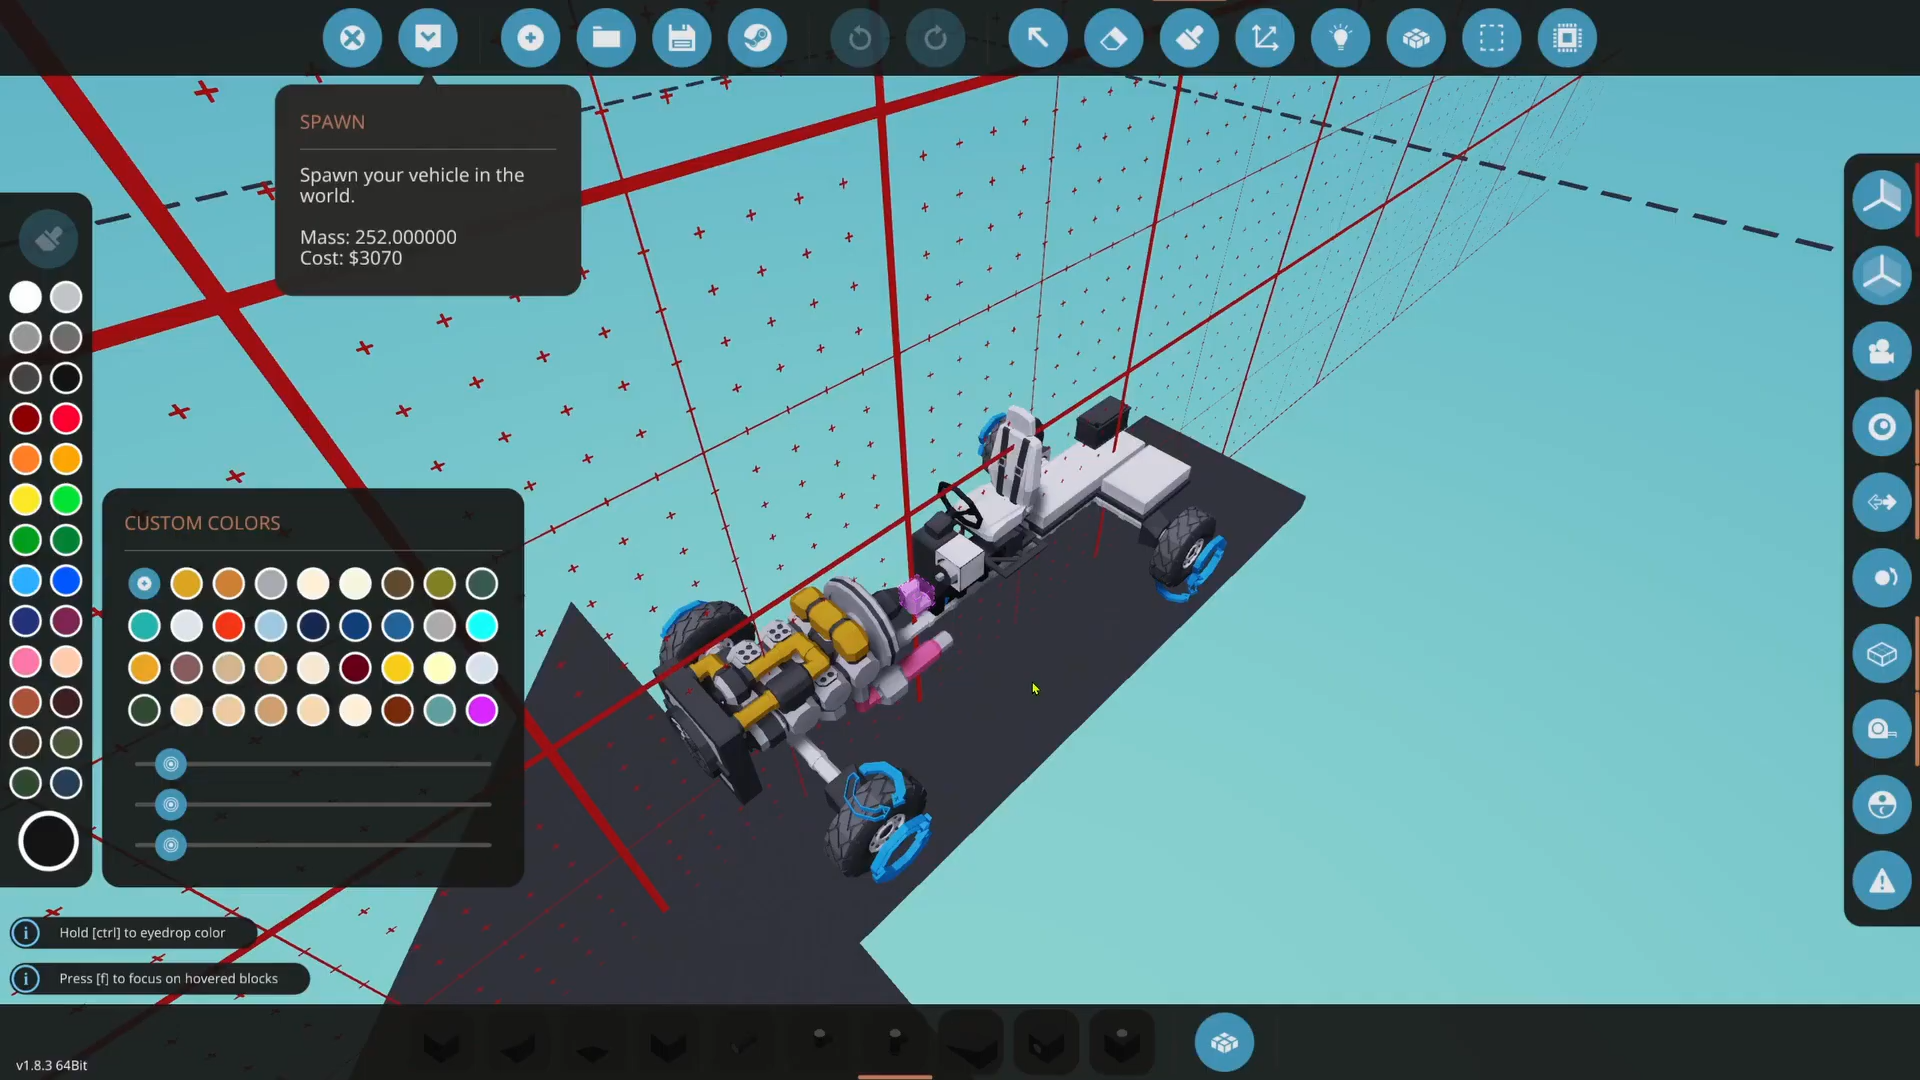 SPAWN
Spawn your vehicle in the
world.
Mass: 252.000000
Cost: $3070
CUSTOM COLORS
Hold [ctrl] to eyedrop color
Press [f] to focus on hovered blocks
v1.8.3 64Bit